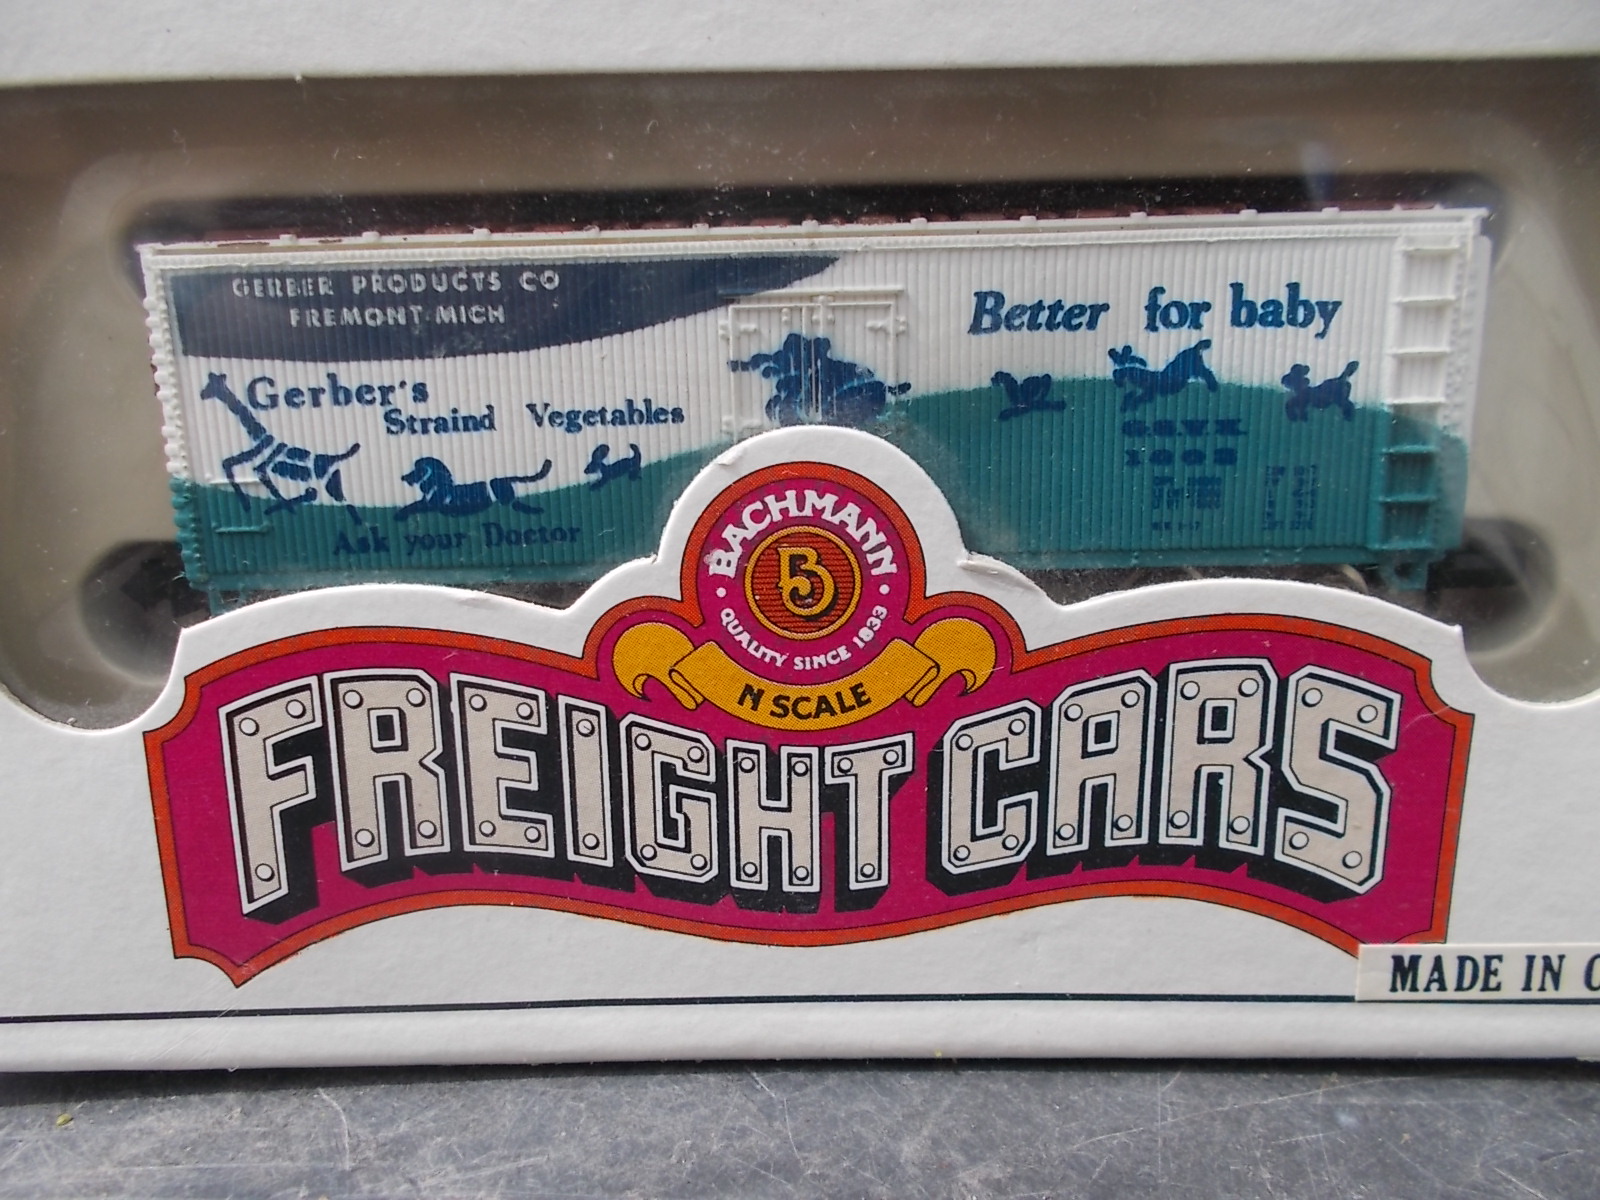 GERBER PRODUCTS CO
FREMONT MICH
Better for baby
Gerber's
Straind Vegetables
Ask your Doctor
BACHMANN
B
QUALITY SINCE 1833
N SCALE
FREIGHT CARS
MADE IN